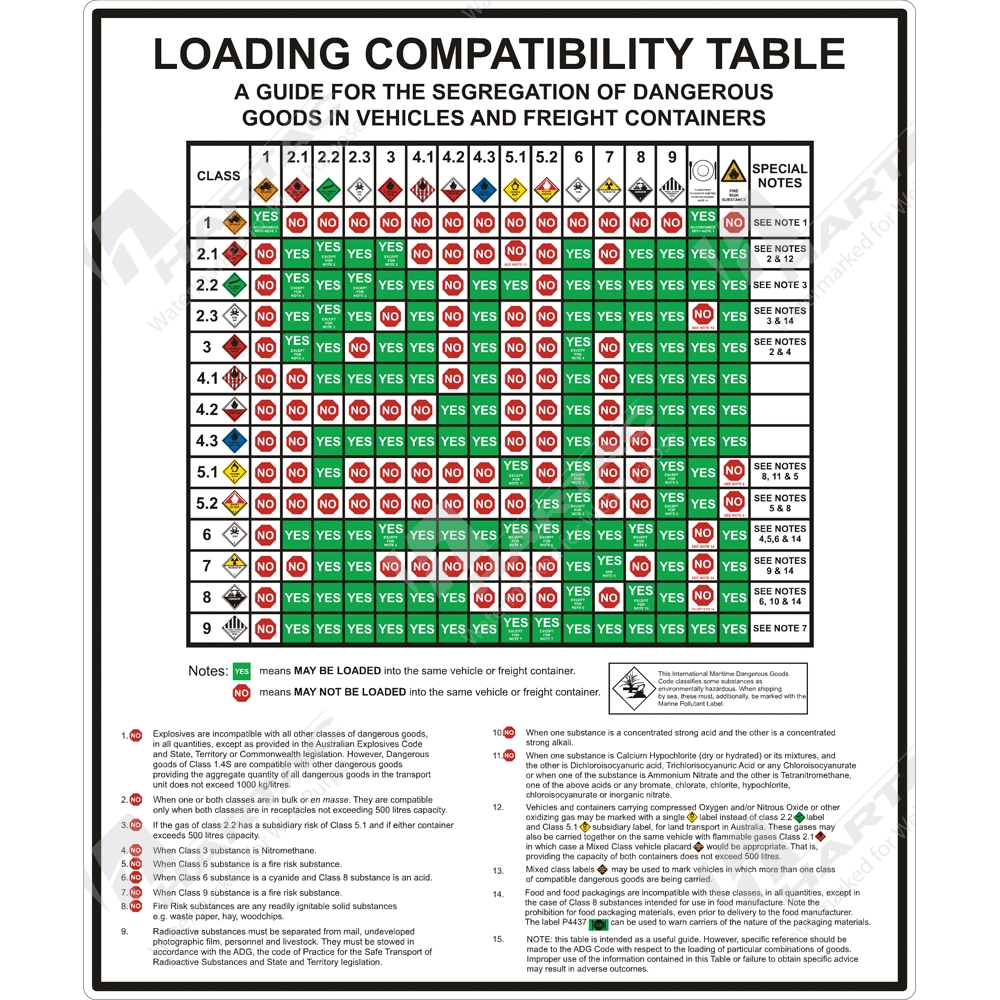 LOADING COMPATIBILITY TABLE
A GUIDE FOR THE SEGREGATION OF DANGEROUS
GOODS IN VEHICLES AND FREIGHT CONTAINERS
CLASS 1 2.1 2.2 2.3 3 4.1 4.2 4.3 5.1 5.2 6 7 8 9 FIRE RISK SUBSTANCE SPECIAL NOTES
1 YES NO NO NO NO NO NO NO NO NO NO NO NO NO YES NO SEE NOTE 1
2.1 NO YES YES YES YES NO NO NO NO NO YES NO YES YES YES YES SEE NOTES 2 & 12
2.2 NO YES YES YES YES YES NO YES YES NO YES YES YES YES YES YES SEE NOTE 3
2.3 NO YES YES YES NO YES NO YES NO NO YES YES YES YES NO YES SEE NOTES 3 & 14
3 NO YES YES NO YES YES NO YES NO NO YES NO YES YES YES YES SEE NOTES 2 & 4
4.1 NO NO YES YES YES YES NO YES NO NO YES NO YES YES YES YES
4.2 NO NO NO NO NO NO YES YES NO NO YES NO YES YES YES YES
4.3 NO NO YES YES YES YES YES YES NO NO YES NO NO YES YES YES
5.1 NO NO YES NO NO NO NO NO YES NO YES NO NO YES YES NO SEE NOTES 8, 11 & 5
5.2 NO NO NO NO NO NO NO NO NO YES YES NO NO YES YES NO SEE NOTES 5 & 8
6 NO YES YES YES YES YES YES YES YES YES YES YES YES YES NO YES SEE NOTES 4,5,6 & 14
7 NO NO YES YES NO NO NO NO NO NO YES YES NO YES NO YES SEE NOTES 9 & 14
8 NO YES YES YES YES YES YES NO NO NO YES NO YES YES NO YES SEE NOTES 6, 10 & 14
9 NO YES YES YES YES YES YES YES YES YES YES YES YES YES YES YES SEE NOTE 7
Notes: YES means MAY BE LOADED into the same vehicle or freight container.
NO means MAY NOT BE LOADED into the same vehicle or freight container.
This International Maritime Dangerous Goods
Code classifies some substances as
environmentally hazardous. When shipping
by sea, these must, additionally, be marked with the
Marine Pollutant Label.
1. NO Explosives are incompatible with all other classes of dangerous goods,
in all quantities, except as provided in the Australian Explosives Code
and State, Territory or Commonwealth legislation. However, Dangerous
goods of Class 1.4S are compatible with other dangerous goods
providing the aggregate quantity of all dangerous goods in the transport
unit does not exceed 1000 kg/litres.
2. NO When one or both classes are in bulk or en masse. They are compatible
only when both classes are in receptacles not exceeding 500 litres capacity.
3. NO If the gas of class 2.2 has a subsidiary risk of Class 5.1 and if either container
exceeds 500 litres capacity.
4. NO When Class 3 substance is Nitromethane.
5. NO When Class 6 substance is a fire risk substance.
6. NO When Class 6 substance is a cyanide and Class 8 substance is an acid.
7. NO When Class 9 substance is a fire risk substance.
8. NO Fire Risk substances are any readily ignitable solid substances
e.g. waste paper, hay, woodchips.
9. Radioactive substances must be separated from mail, undeveloped
photographic film, personnel and livestock. They must be stowed in
accordance with the ADG, the code of Practice for the Safe Transport of
Radioactive Substances and State and Territory legislation.
10. NO When one substance is a concentrated strong acid and the other is a concentrated
strong alkali.
11. NO When one substance is Calcium Hypochlorite (dry or hydrated) or its mixtures, and
the other is Dichloroisocyanuric acid, Trichlorisocyanuric Acid or any Chloroisocyanurate
or when one of the substance is Ammonium Nitrate and the other is Tetranitromethane,
one of the above acids or any bromate, chlorate, chlorite, hypochlorite,
chloroisocyanurate or inorganic nitrate.
12. Vehicles and containers carrying compressed Oxygen and/or Nitrous Oxide or other
oxidizing gas may be marked with a single label instead of class 2.2 label
and Class 5.1 subsidiary label, for land transport in Australia. These gases may
also be carried together on the same vehicle with flammable gases Class 2.1
in which case a Mixed Class vehicle placard would be appropriate. That is,
providing the capacity of both containers does not exceed 500 litres.
13. Mixed class labels may be used to mark vehicles in which more than one class
of compatible dangerous goods are being carried.
14. Food and food packagings are incompatible with these classes, in all quantities, except in
the case of Class 8 substances intended for use in food manufacture. Note the
prohibition for food packaging materials, even prior to delivery to the food manufacturer.
The label P4437 can be used to warn carriers of the nature of the packaging materials.
15. NOTE: this table is intended as a useful guide. However, specific reference should be
made to the ADG Code with respect to the loading of particular combinations of goods.
Improper use of the information contained in this Table or failure to obtain specific advice
may result in adverse outcomes.